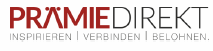 PRÄMIEDIREKT
INSPIRIEREN | VERBINDEN | BELOHNEN.